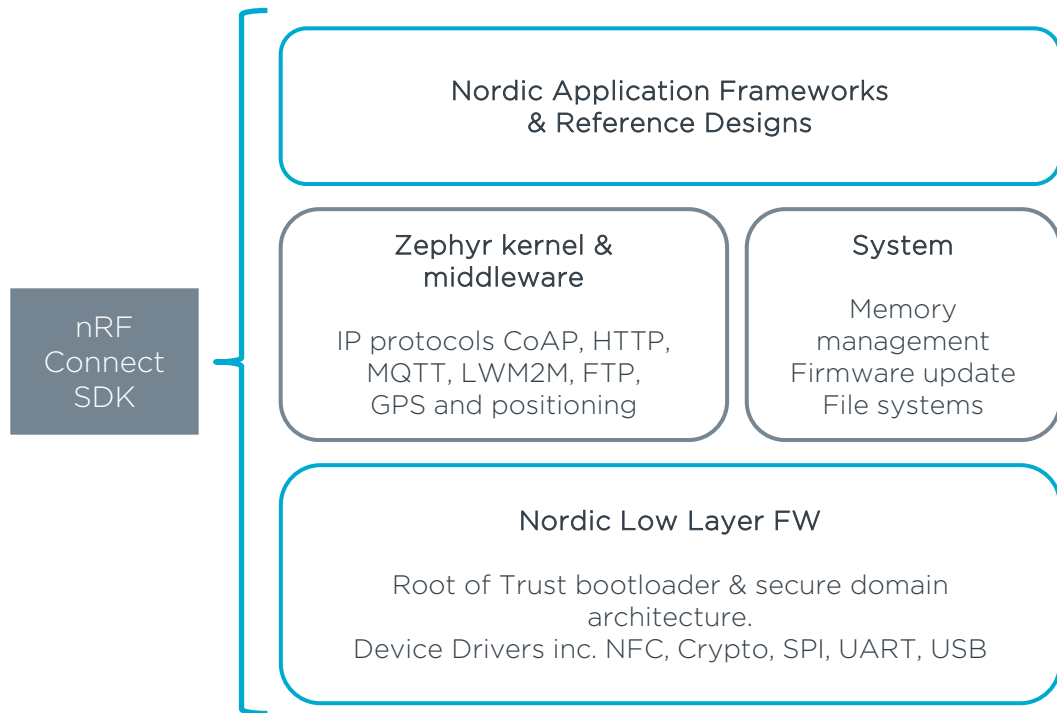 Nordic Application Frameworks
& Reference Designs
Zephyr kernel &
middleware
IP protocols CoAP, HTTP,
MQTT, LWM2M, FTP,
GPS and positioning
System
Memory
management
Firmware update
File systems
nRF
Connect
SDK
Nordic Low Layer FW
Root of Trust bootloader & secure domain
architecture.
Device Drivers inc. NFC, Crypto, SPI, UART, USB